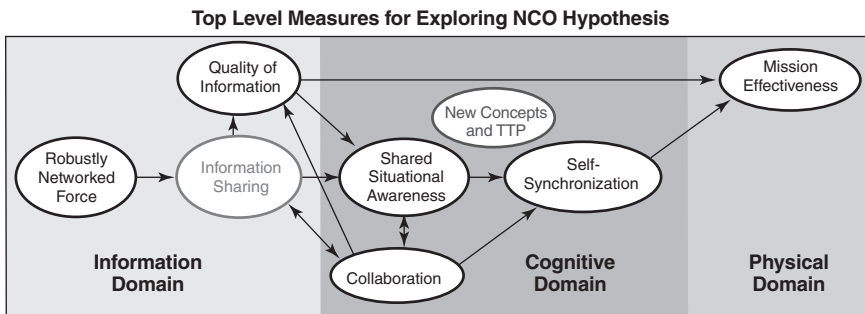 Top Level Measures for Exploring NCO Hypothesis
Quality of
Information
Mission
Effectiveness
New Concepts
and TTP
Robustly
Networked
Force
Information
Sharing
Shared
Situational
Awareness
Self-
Synchronization
Collaboration
Information
Domain
Cognitive
Domain
Physical
Domain